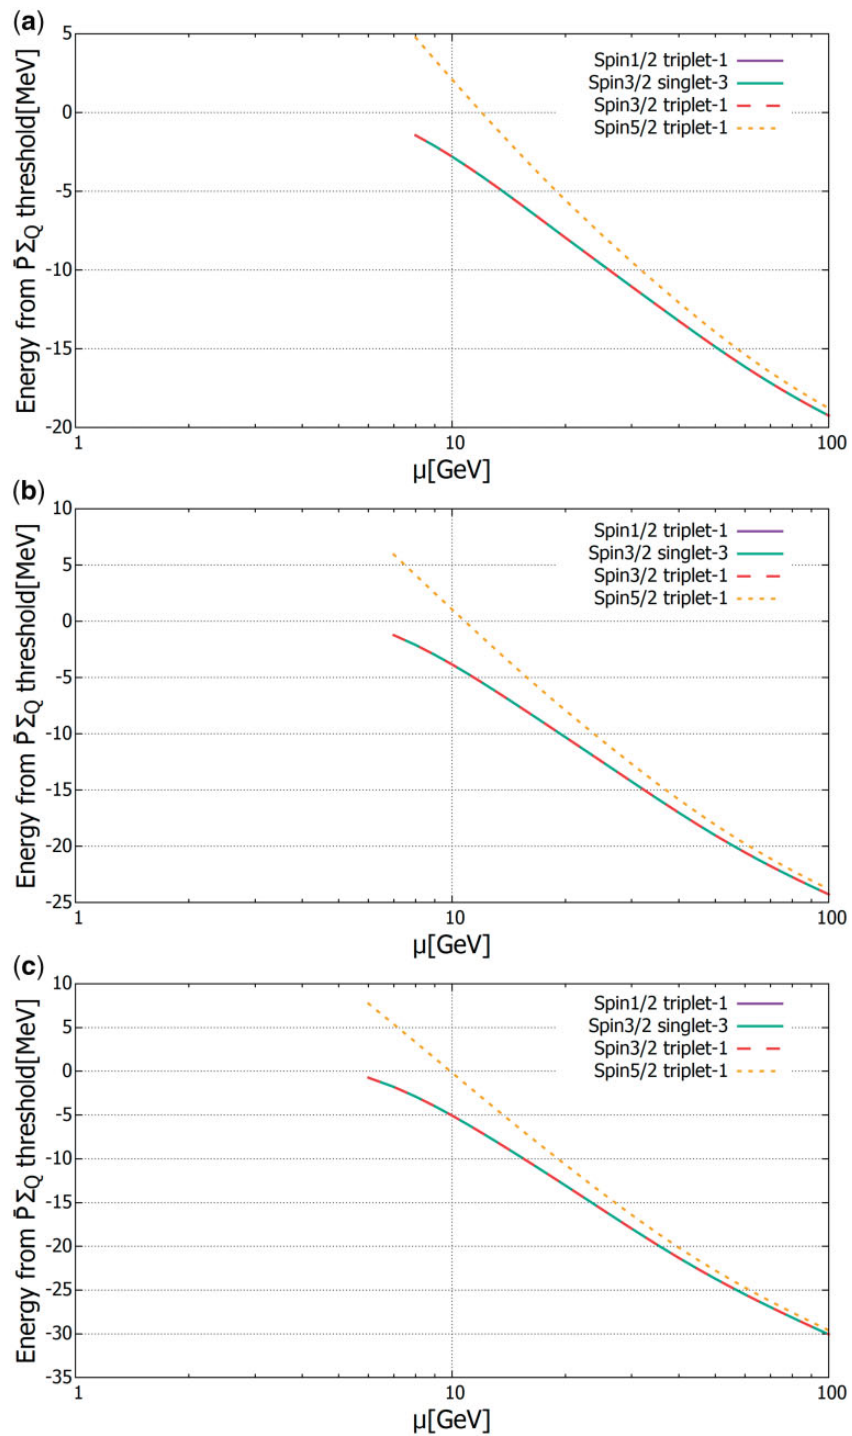 (a)
5
0
-5
-10
-15
-20
Energy from P̄Σ_Q threshold[MeV]
Spin1/2 triplet-1
Spin3/2 singlet-3
Spin3/2 triplet-1
Spin5/2 triplet-1
1
10
100
μ[GeV]
(b)
10
5
0
-5
-10
-15
-20
-25
Energy from P̄Σ_Q threshold[MeV]
Spin1/2 triplet-1
Spin3/2 singlet-3
Spin3/2 triplet-1
Spin5/2 triplet-1
1
10
100
μ[GeV]
(c)
10
5
0
-5
-10
-15
-20
-25
-30
-35
Energy from P̄Σ_Q threshold[MeV]
Spin1/2 triplet-1
Spin3/2 singlet-3
Spin3/2 triplet-1
Spin5/2 triplet-1
1
10
100
μ[GeV]